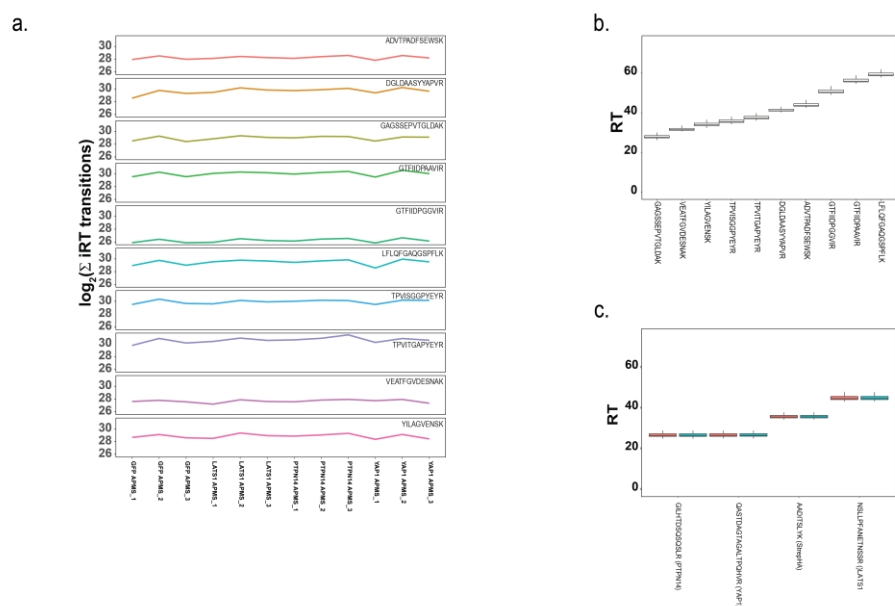 a.
log2(Σ iRT transitions)
30
28
26
ADVTPADFSEWSK
30
28
26
DGLDAASYYAPVR
30
28
26
GAGSSEPVTGLDAK
30
28
26
GTFIIDPAAVIR
30
28
26
GTFIIDPGGVIR
30
28
26
LFLQFGAQGSPFLK
30
28
26
TPVISGGPYEYR
30
28
26
TPVITGAPYEYR
30
28
26
VEATFGVDESNAK
30
28
26
YILAGVENSK
GFP APMS_1
GFP APMS_2
GFP APMS_3
LATS1 APMS_1
LATS1 APMS_2
LATS1 APMS_3
PTPN14 APMS_1
PTPN14 APMS_2
PTPN14 APMS_3
YAP1 APMS_1
YAP1 APMS_2
YAP1 APMS_3
b.
RT
60
40
20
0
GAGSSEPVTGLDAK
VEATFGVDESNAK
YILAGVENSK
TPVISGGPYEYR
TPVITGAPYEYR
DGLDASYYAPVR
ADVTPADFSEWSK
GTFIIDPGGVIR
GTFIIDPAAVIR
LFLQFGAQGSPFLK
c.
RT
60
40
20
0
GILHTDSQSQSLR (PTPN14)
QASTDAGTAGALTPQHVR (YAP1)
AADITSLYK (StrepHA)
NSLLPFANETNSSR ((LATS1